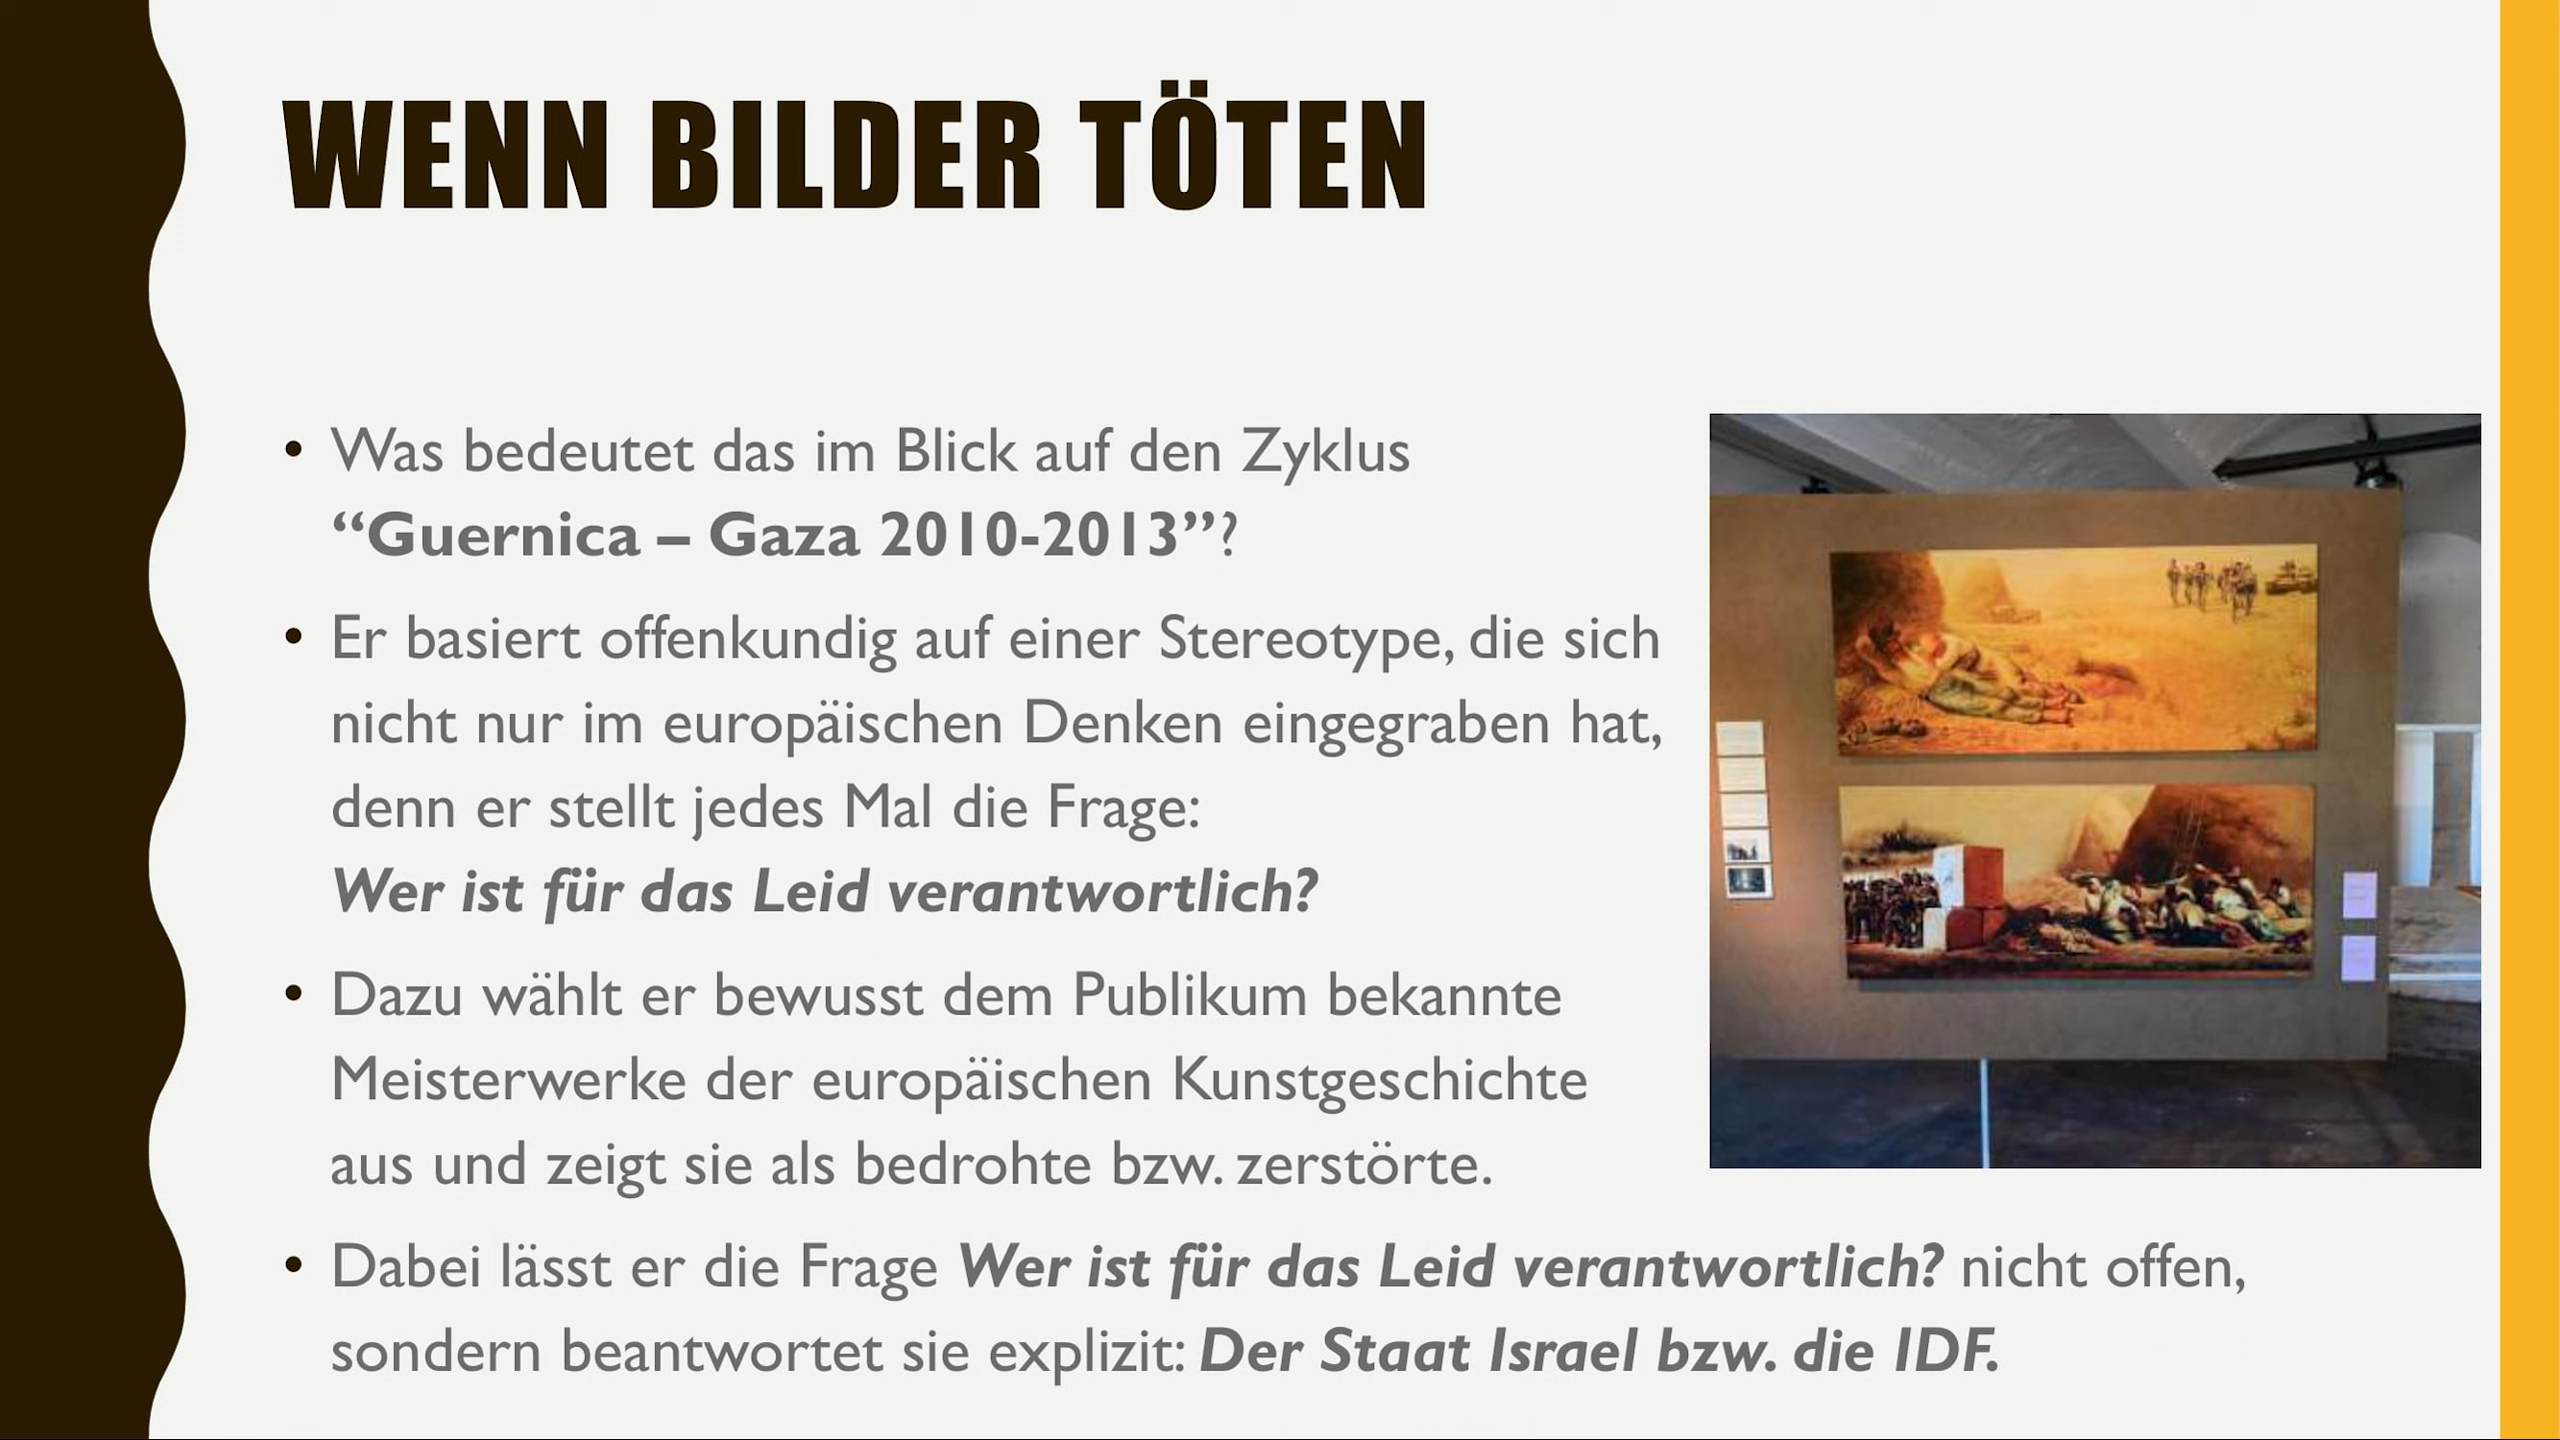 WENN BILDER TÖTEN
• Was bedeutet das im Blick auf den Zyklus
“Guernica – Gaza 2010-2013”?
• Er basiert offenkundig auf einer Stereotype, die sich
nicht nur im europäischen Denken eingegraben hat,
denn er stellt jedes Mal die Frage:
Wer ist für das Leid verantwortlich?
• Dazu wählt er bewusst dem Publikum bekannte
Meisterwerke der europäischen Kunstgeschichte
aus und zeigt sie als bedrohte bzw. zerstörte.
• Dabei lässt er die Frage Wer ist für das Leid verantwortlich? nicht offen,
sondern beantwortet sie explizit: Der Staat Israel bzw. die IDF.